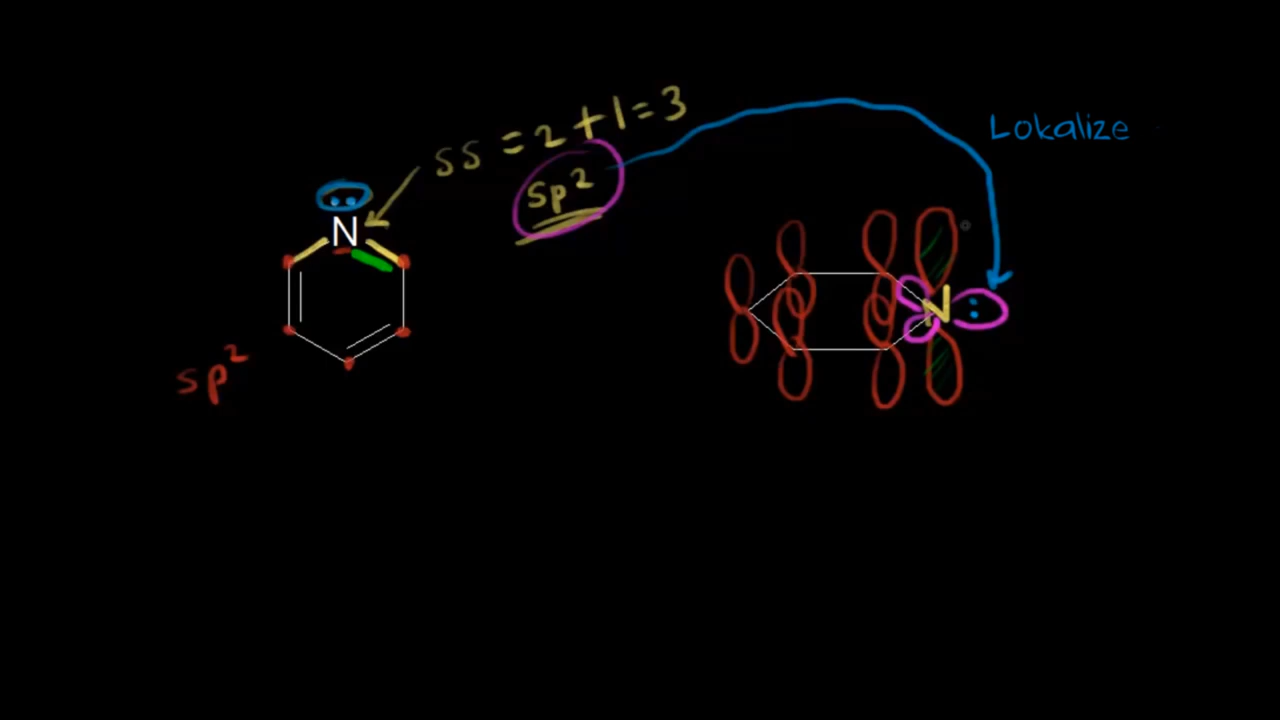 SS = 2 + 1 = 3
Lokalize
sp²
N
N
sp²